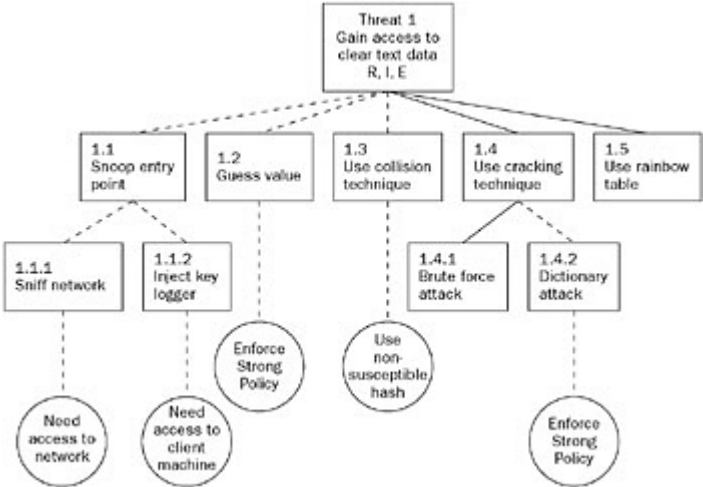 Threat 1
Gain access to
clear text data
R, I, E
1.1
Snoop entry
point
1.2
Guess value
1.3
Use collision
technique
1.4
Use cracking
technique
1.5
Use rainbow
table
1.1.1
Sniff network
1.1.2
Inject key
logger
1.4.1
Brute force
attack
1.4.2
Dictionary
attack
Enforce
Strong
Policy
Use
non-
susceptible
hash
Need
access to
network
Need
access to
client
machine
Enforce
Strong
Policy